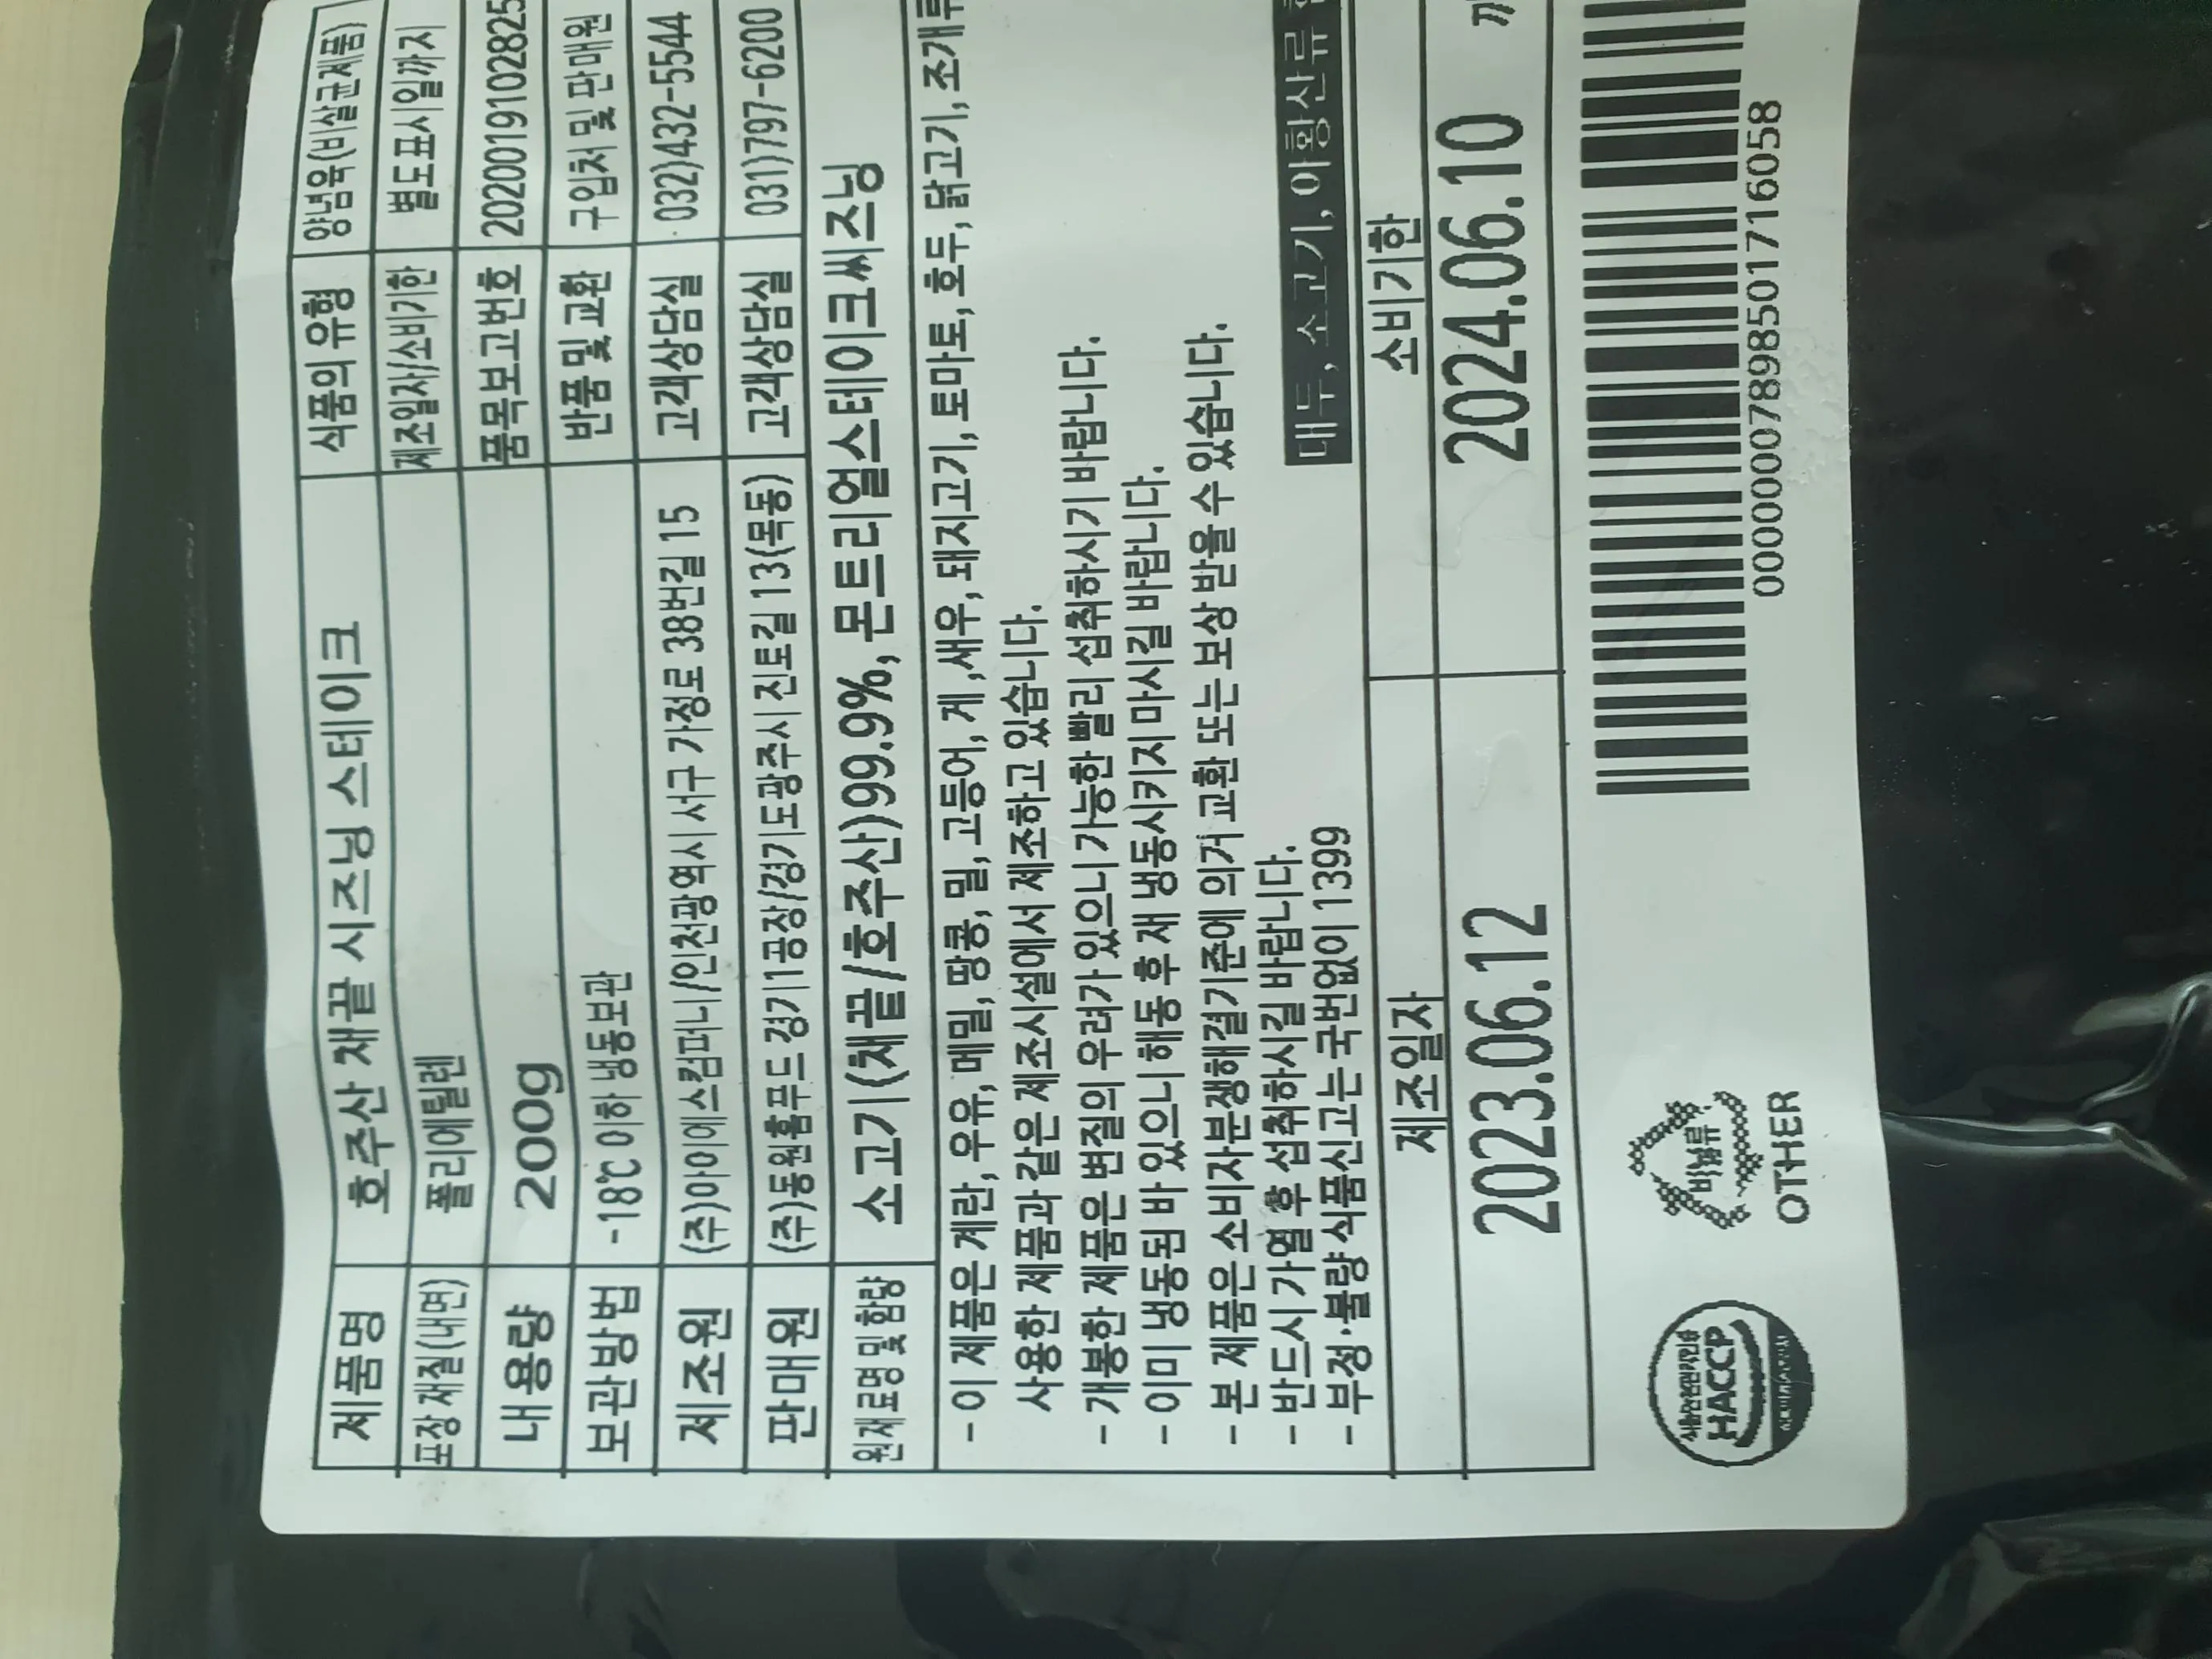 제품명 호주산 채끝 시즈닝 스테이크 식품의 유형 양념육(비살균제품)
포장재질(내면) 폴리에틸렌 제조일자/소비기한 별도표시일까지
내용량 200g 품목보고번호 2020019102825
보관방법 -18℃ 이하 냉동보관 반품 및 교환 구입처 및 판매원
제조원 (주)아이에스컴퍼니/인천광역시 서구 가정로 38번길 15 고객상담실 032)432-5544
판매원 (주)동원홈푸드 경기1공장/경기도광주시 진토길 13(목동) 고객상담실 031)797-6200
원재료명 및 함량 소고기(채끝/호주산)99.9%, 몬트리얼스테이크씨즈닝
- 이 제품은 계란, 우유, 메밀, 땅콩, 밀, 고등어, 게 ,새우, 돼지고기, 토마토, 호두, 닭고기, 조개류
사용한 제품과 같은 제조시설에서 제조하고 있습니다.
- 개봉한 제품은 변질의 우려가 있으니 가능한 빨리 섭취하시기 바랍니다.
- 이미 냉동된 바 있으니 해동 후 재 냉동시키지 마시길 바랍니다.
- 본 제품은 소비자분쟁해결기준에 의거 교환 또는 보상 받을 수 있습니다.
- 반드시 가열 후 섭취하시길 바랍니다.
- 부정·불량식품신고는 국번없이 1399
대두, 소고기, 이황산류
제조일자 소비기한
2023.06.12 2024.06.10
HACCP
비닐류
OTHER
00000007898501716058